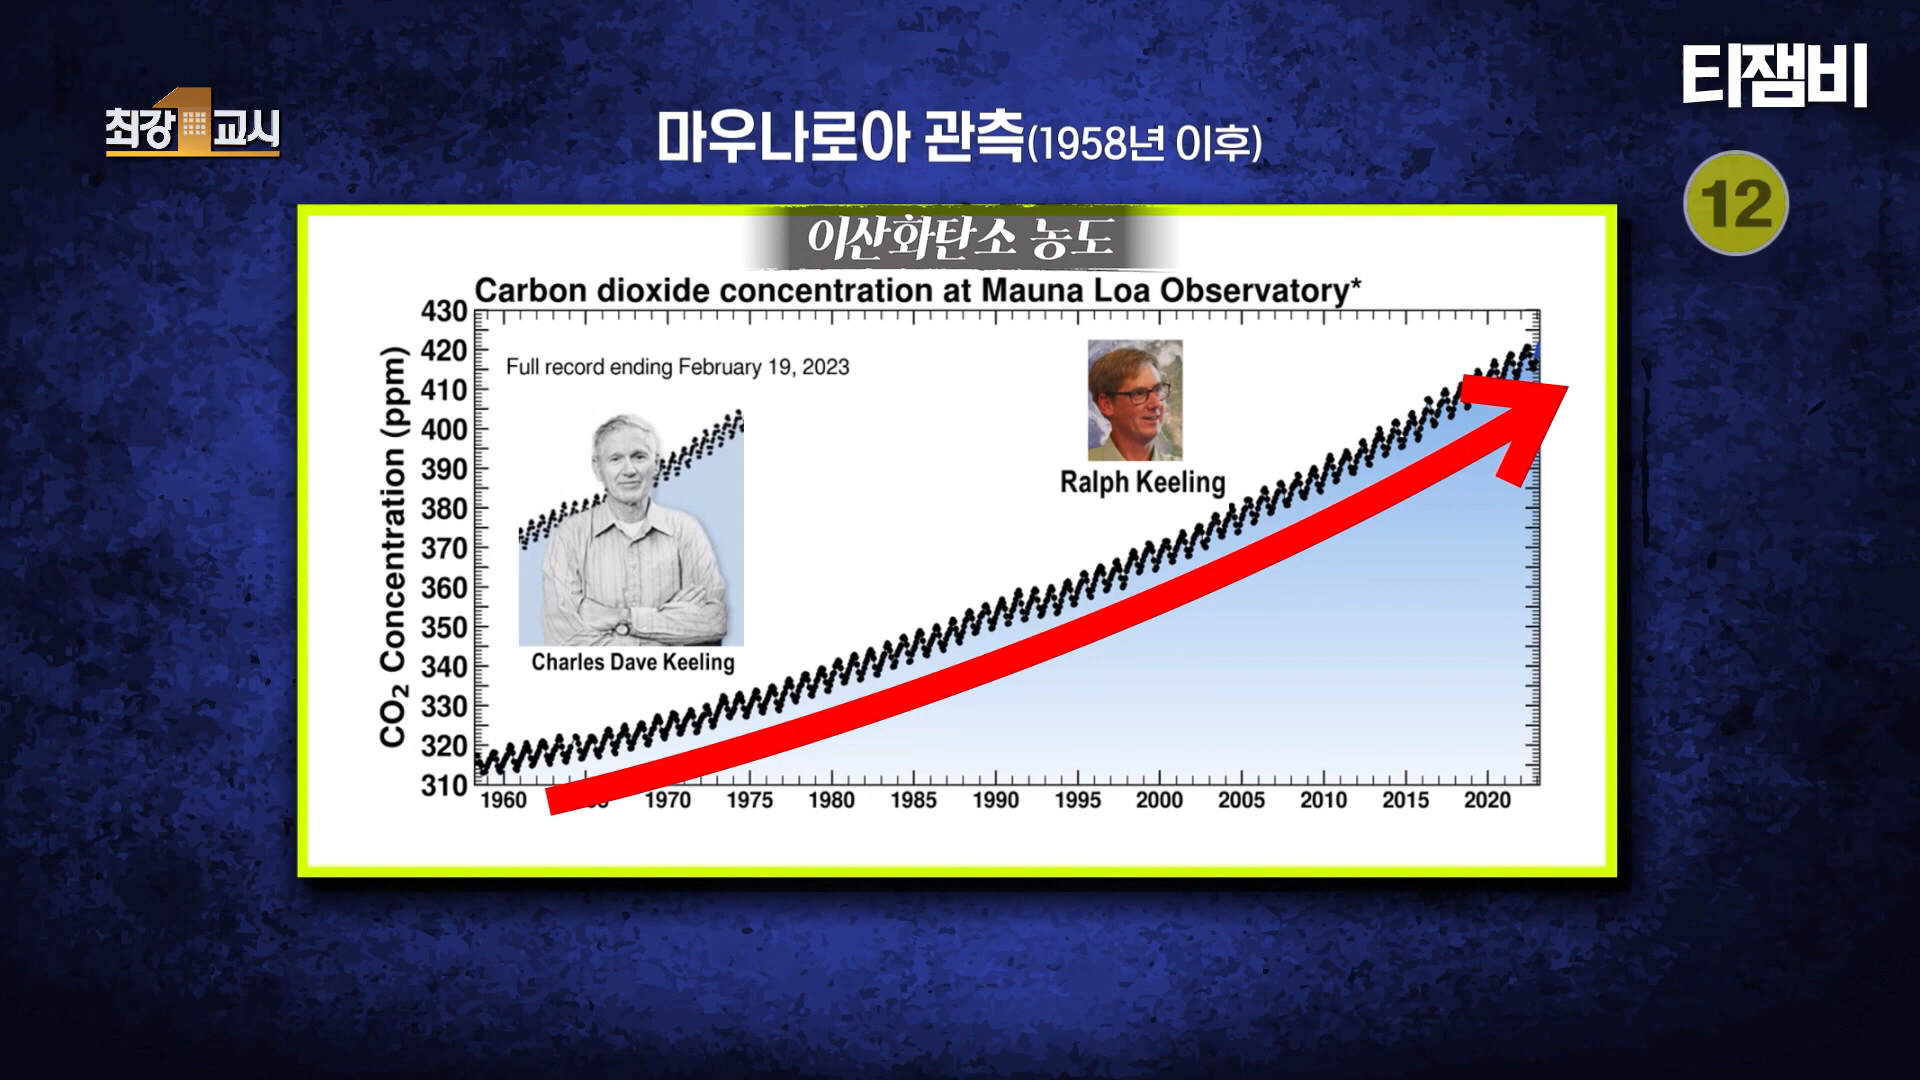 티잼비
최강1교시
마우나로아 관측(1958년 이후)
12
이산화탄소 농도
Carbon dioxide concentration at Mauna Loa Observatory*
Full record ending February 19, 2023
CO₂ Concentration (ppm)
430
420
410
400
390
380
370
360
350
340
330
320
310
Ralph Keeling
Charles Dave Keeling
1960 1970 1975 1980 1985 1990 1995 2000 2005 2010 2015 2020